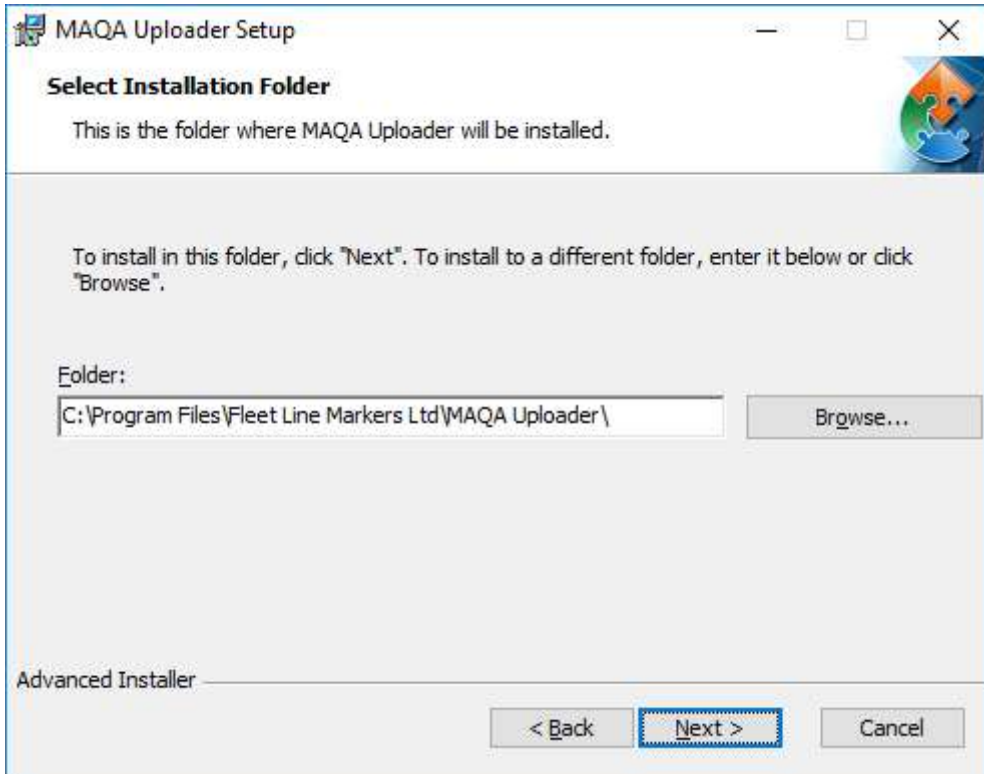 MAQA Uploader Setup
Select Installation Folder
This is the folder where MAQA Uploader will be installed.
To install in this folder, click "Next". To install to a different folder, enter it below or click
"Browse".
Folder:
C:\Program Files\Fleet Line Markers Ltd\MAQA Uploader\
Browse...
Advanced Installer
< Back
Next >
Cancel